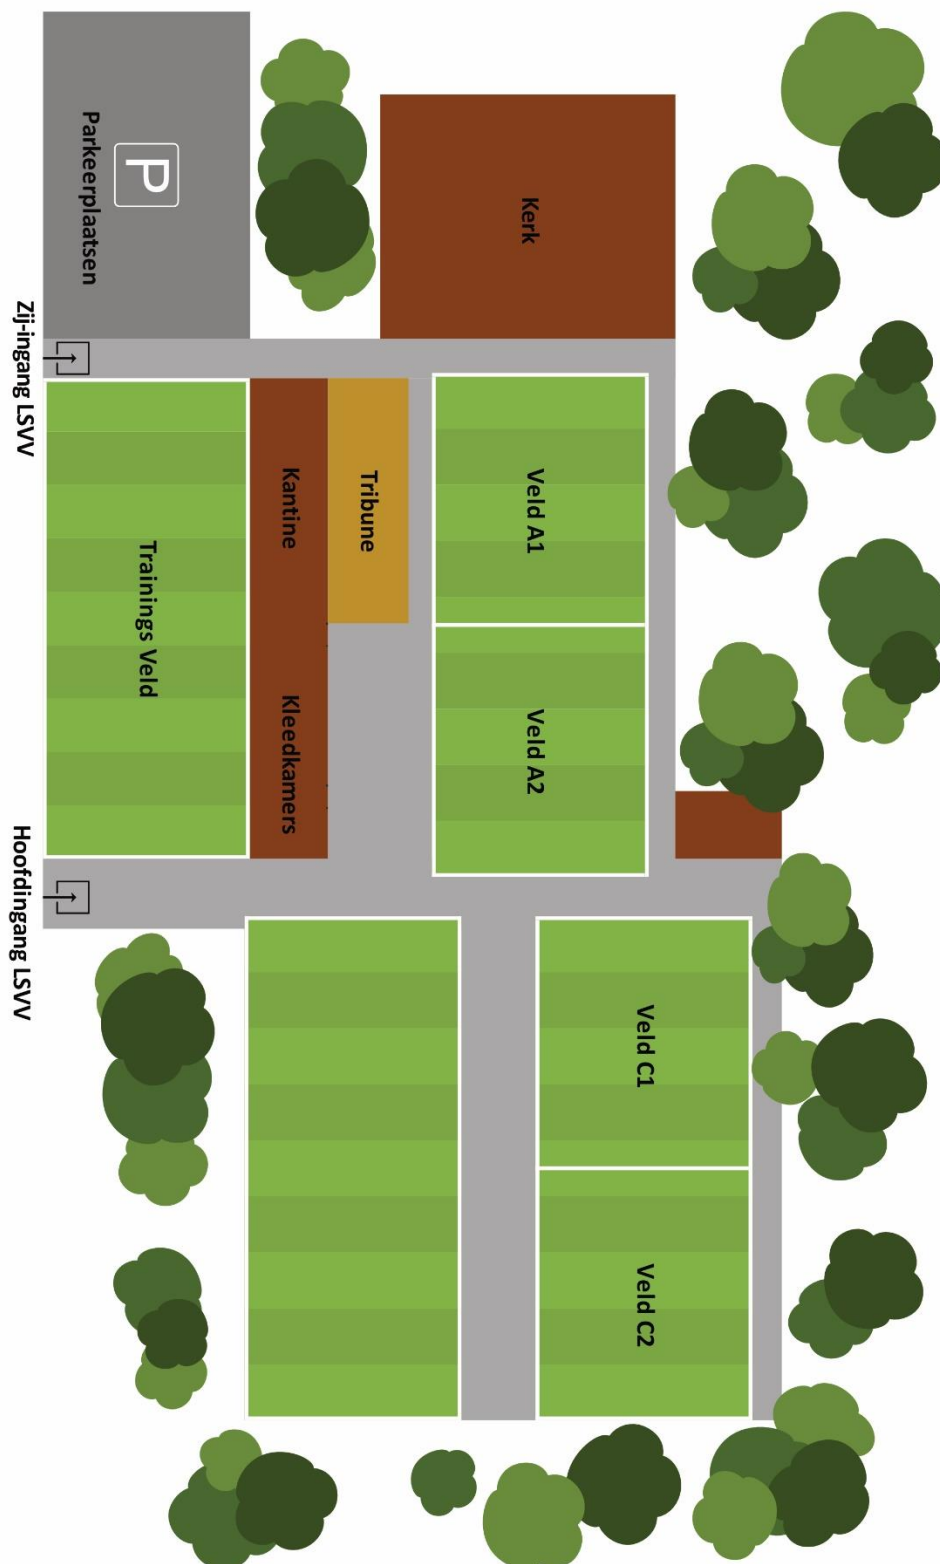 Veld C1
Veld C2
Kerk
Veld A1
Veld A2
Tribune
Kantine
Kleedkamers
P
Trainings Veld
Parkeerplaatsen
Zij-ingang LSVV
Hoofdingang LSVV